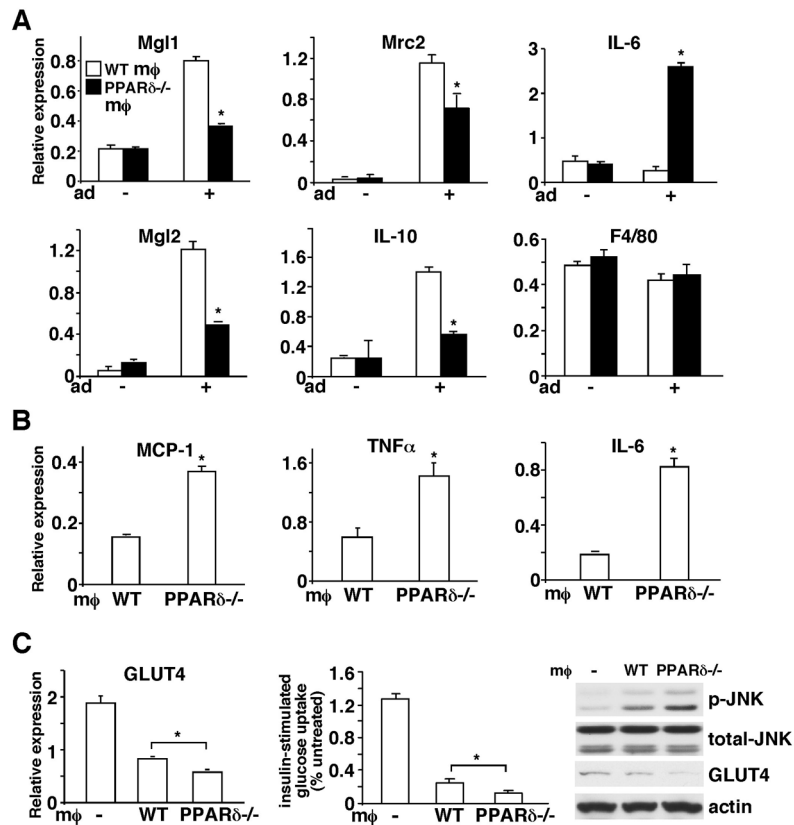 A
Mgl1
Mrc2
IL-6
Relative expression
0.8
0.6
0.4
0.2
0
WT mϕ
PPARδ-/-
mϕ
*
ad - +
1.2
0.8
0.4
0
*
ad - +
3
2
1
0
*
ad - +
Mgl2
IL-10
F4/80
1.2
0.8
0.4
0
*
ad - +
1.6
1.2
0.8
0.4
0
*
ad - +
0.6
0.4
0.2
0
ad - +
B
MCP-1
TNFα
IL-6
Relative expression
0.4
0.2
0
*
mϕ WT PPARδ-/-
1.6
0.8
0
*
mϕ WT PPARδ-/-
0.8
0.4
0
*
mϕ WT PPARδ-/-
C
GLUT4
Relative expression
2
1
0
*
mϕ - WT PPARδ-/-
insulin-stimulated
glucose uptake
(% untreated)
1.6
1.2
0.8
0.4
0
*
mϕ - WT PPARδ-/-
mϕ - WT PPARδ-/-
p-JNK
total-JNK
GLUT4
actin